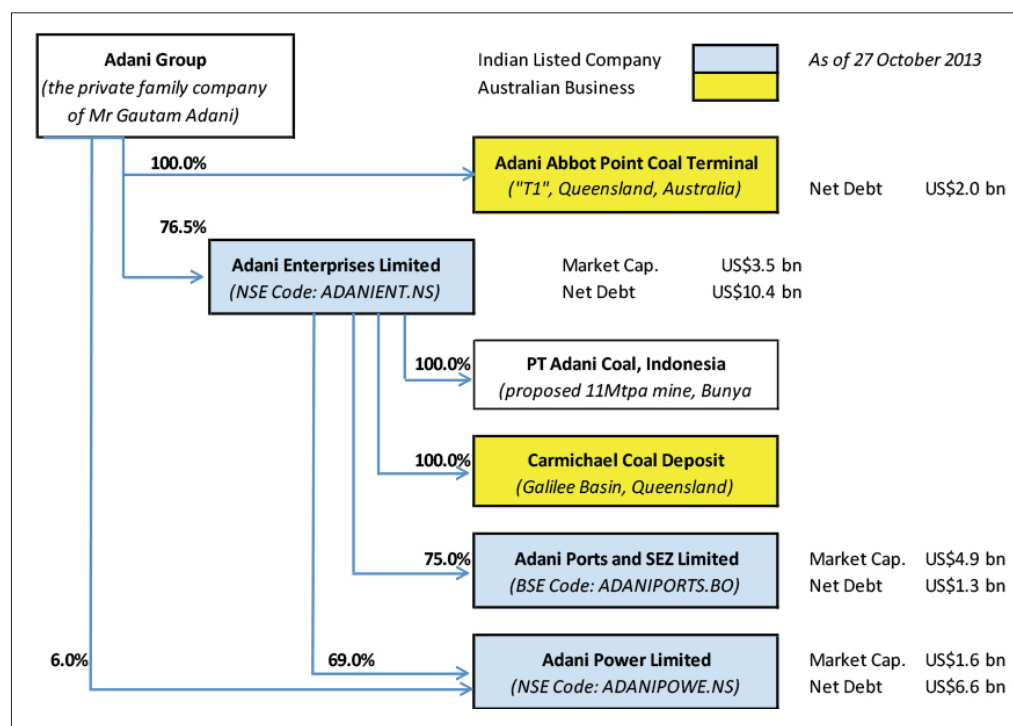 Adani Group
(the private family company
of Mr Gautam Adani)
Indian Listed Company
As of 27 October 2013
Australian Business
100.0%
Adani Abbot Point Coal Terminal
("T1", Queensland, Australia)
Net Debt US$2.0 bn
76.5%
Adani Enterprises Limited
(NSE Code: ADANIENT.NS)
Market Cap. US$3.5 bn
Net Debt US$10.4 bn
100.0%
PT Adani Coal, Indonesia
(proposed 11Mtpa mine, Bunya
100.0%
Carmichael Coal Deposit
(Galilee Basin, Queensland)
75.0%
Adani Ports and SEZ Limited
(BSE Code: ADANIPORTS.BO)
Market Cap. US$4.9 bn
Net Debt US$1.3 bn
6.0%
69.0%
Adani Power Limited
(NSE Code: ADANIPOWE.NS)
Market Cap. US$1.6 bn
Net Debt US$6.6 bn